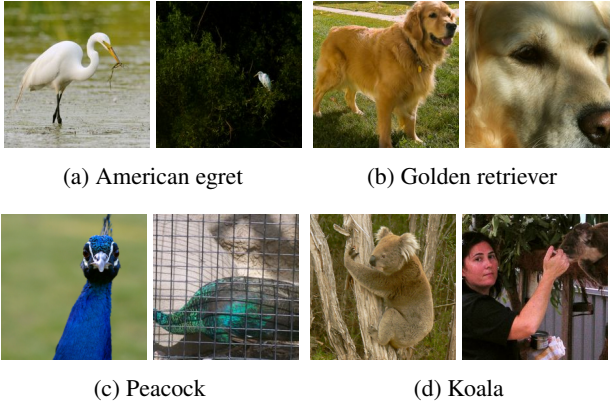 (a) American egret
(b) Golden retriever
(c) Peacock
(d) Koala